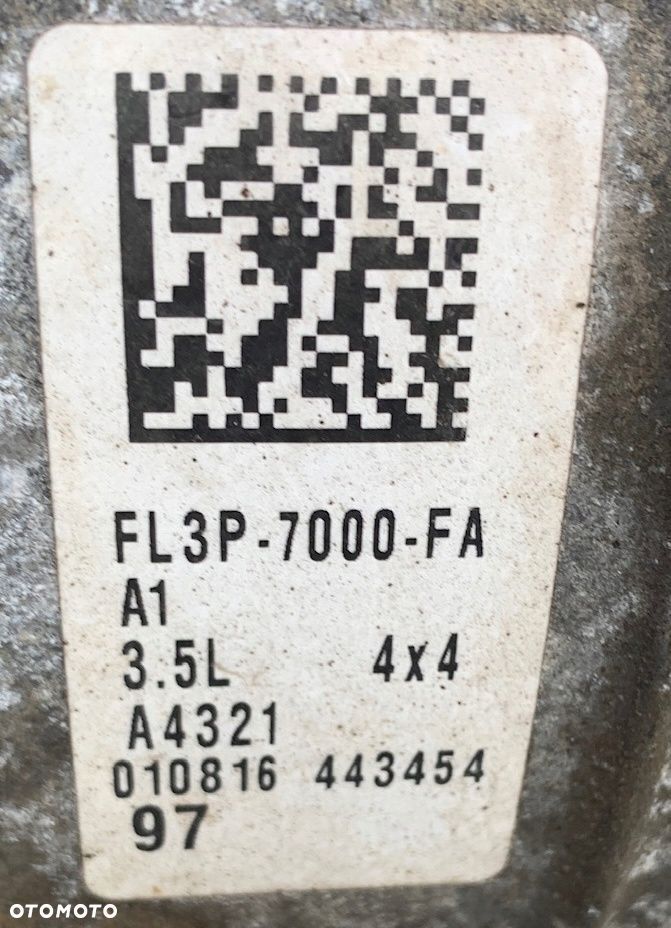 FL3P-7000-FA
A1
3.5L 4x4
A4321
010816 443454
97
OTOMOTO